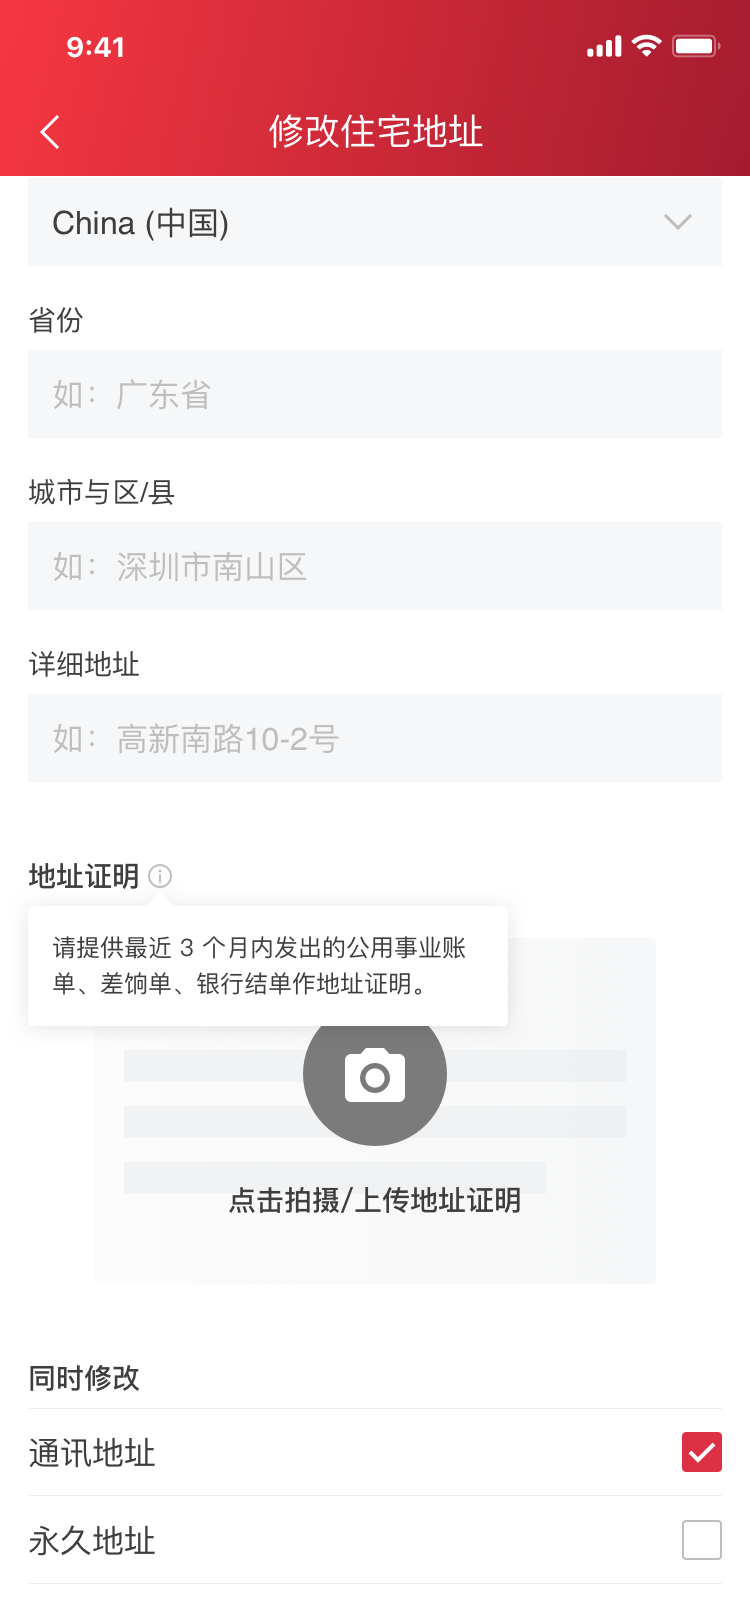 9:41
修改住宅地址
China (中国)
省份
如：广东省
城市与区/县
如：深圳市南山区
详细地址
如：高新南路10-2号
地址证明
请提供最近 3 个月内发出的公用事业账
单、差饷单、银行结单作地址证明。
点击拍摄/上传地址证明
同时修改
通讯地址
永久地址